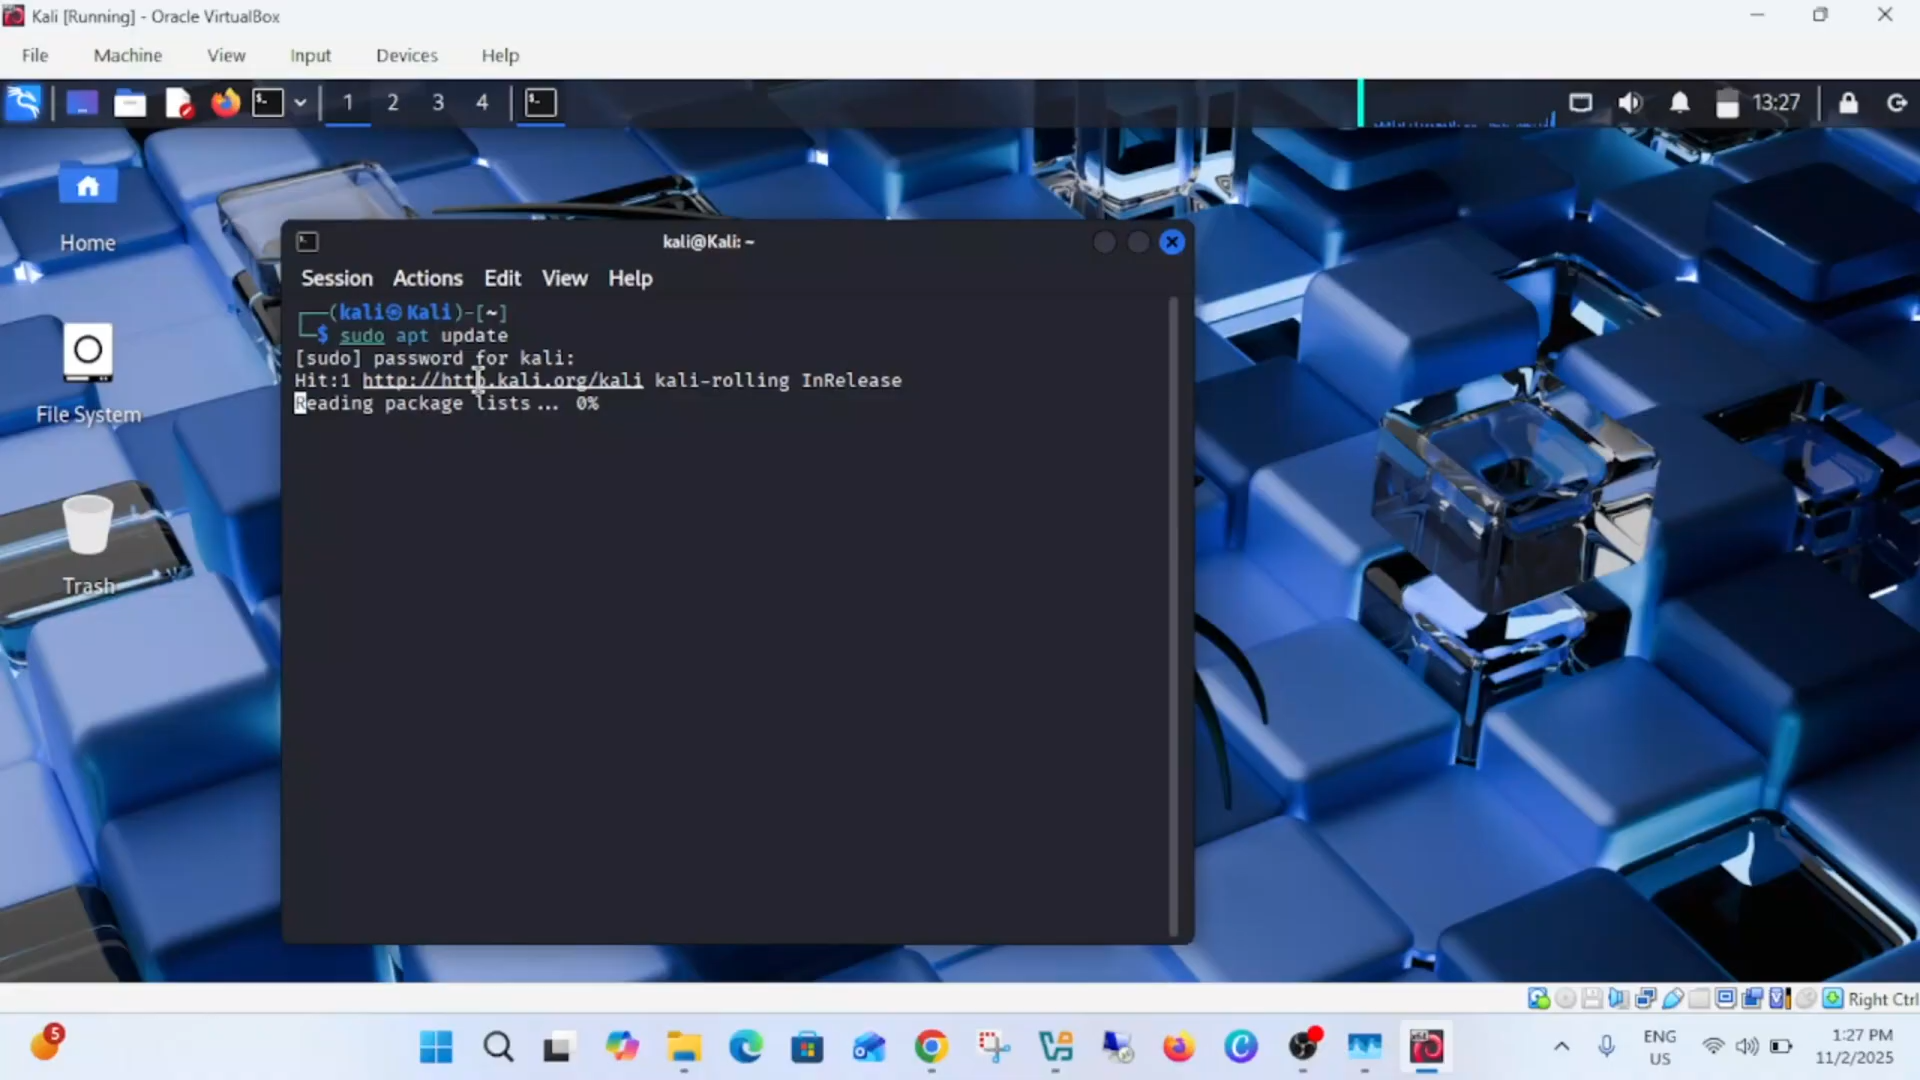 Kali [Running] - Oracle VirtualBox
File Machine View Input Devices Help
1 2 3 4 13:27
Home
File System
Trash
kali@Kali: ~
Session Actions Edit View Help
┌──(kali㉿Kali)-[~]
└─$ sudo apt update
[sudo] password for kali:
Hit:1 http://http.kali.org/kali kali-rolling InRelease
Reading package lists... 0%
Right Ctrl
5
ENG
US
1:27 PM
11/2/2025